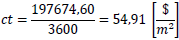 ct = 197674,60 / 3600 = 54,91 [$ / m²]